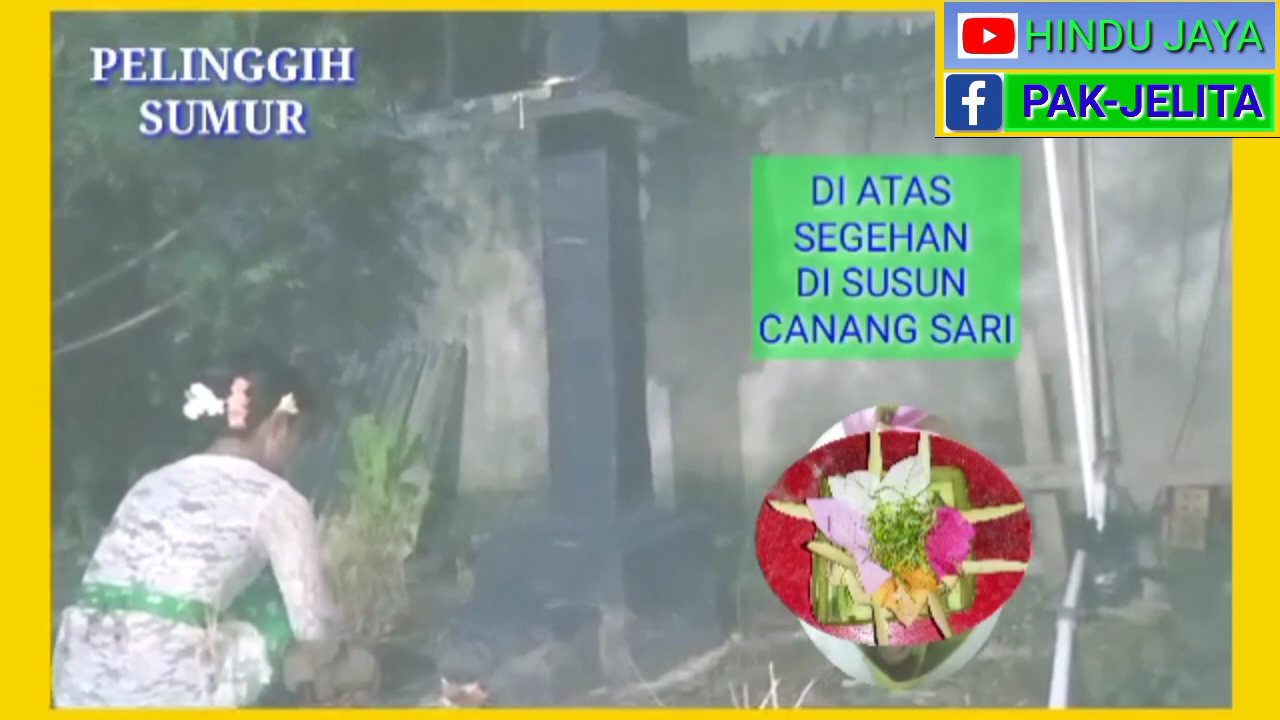 PELINGGIH
SUMUR
HINDU JAYA
PAK-JELITA
DI ATAS
SEGEHAN
DI SUSUN
CANANG SARI